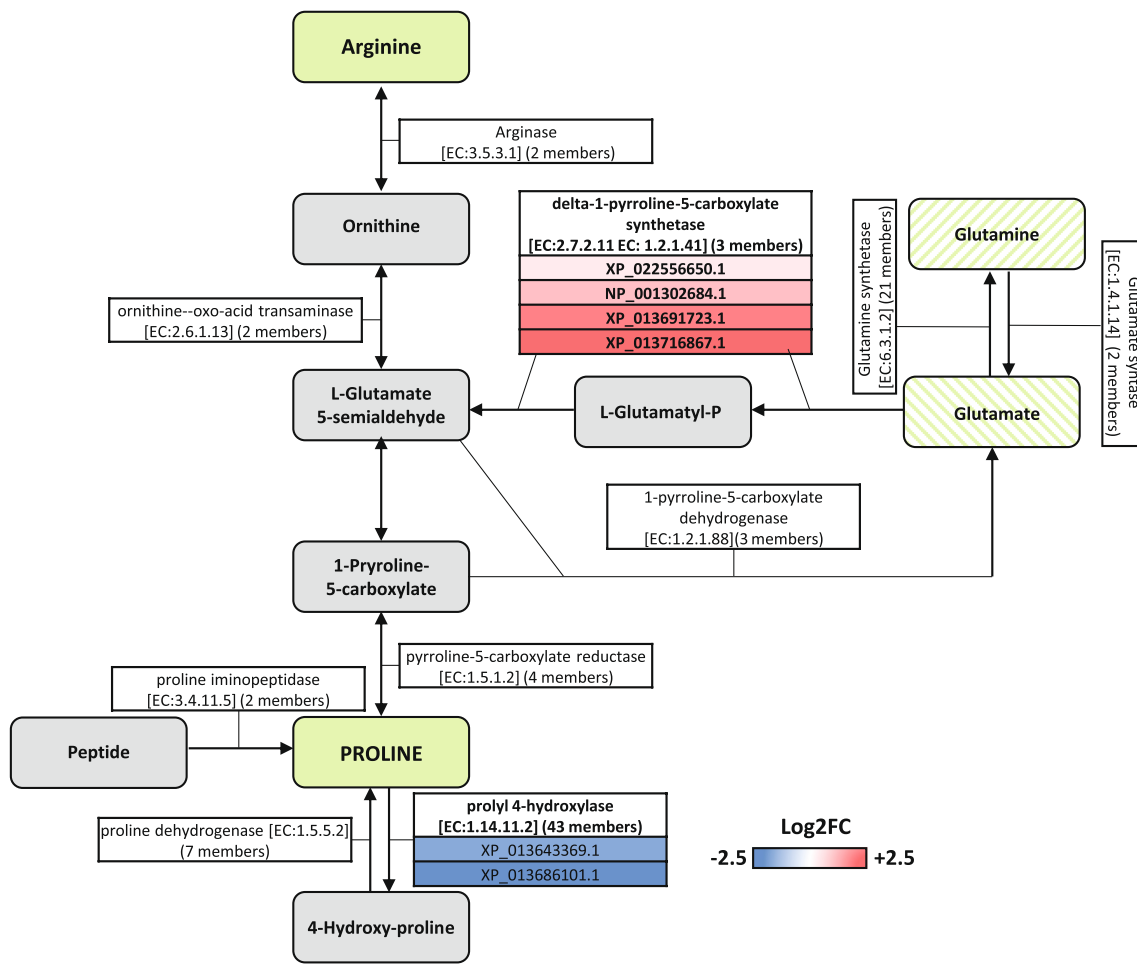 Arginine
Arginase
[EC:3.5.3.1] (2 members)
Ornithine
delta-1-pyrroline-5-carboxylate
synthetase
[EC:2.7.2.11 EC: 1.2.1.41] (3 members)
XP_022556650.1
NP_001302684.1
XP_013691723.1
XP_013716867.1
Glutamine synthetase
[EC:6.3.1.2] (21 members)
Glutamine
Glutamate syntase
[EC:1.4.1.14] (2 members)
ornithine--oxo-acid transaminase
[EC:2.6.1.13] (2 members)
L-Glutamate
5-semialdehyde
L-Glutamatyl-P
Glutamate
1-pyrroline-5-carboxylate
dehydrogenase
[EC:1.2.1.88](3 members)
1-Pryroline-
5-carboxylate
pyrroline-5-carboxylate reductase
[EC:1.5.1.2] (4 members)
proline iminopeptidase
[EC:3.4.11.5] (2 members)
Peptide
PROLINE
proline dehydrogenase [EC:1.5.5.2]
(7 members)
prolyl 4-hydroxylase
[EC:1.14.11.2] (43 members)
XP_013643369.1
XP_013686101.1
Log2FC
-2.5 +2.5
4-Hydroxy-proline